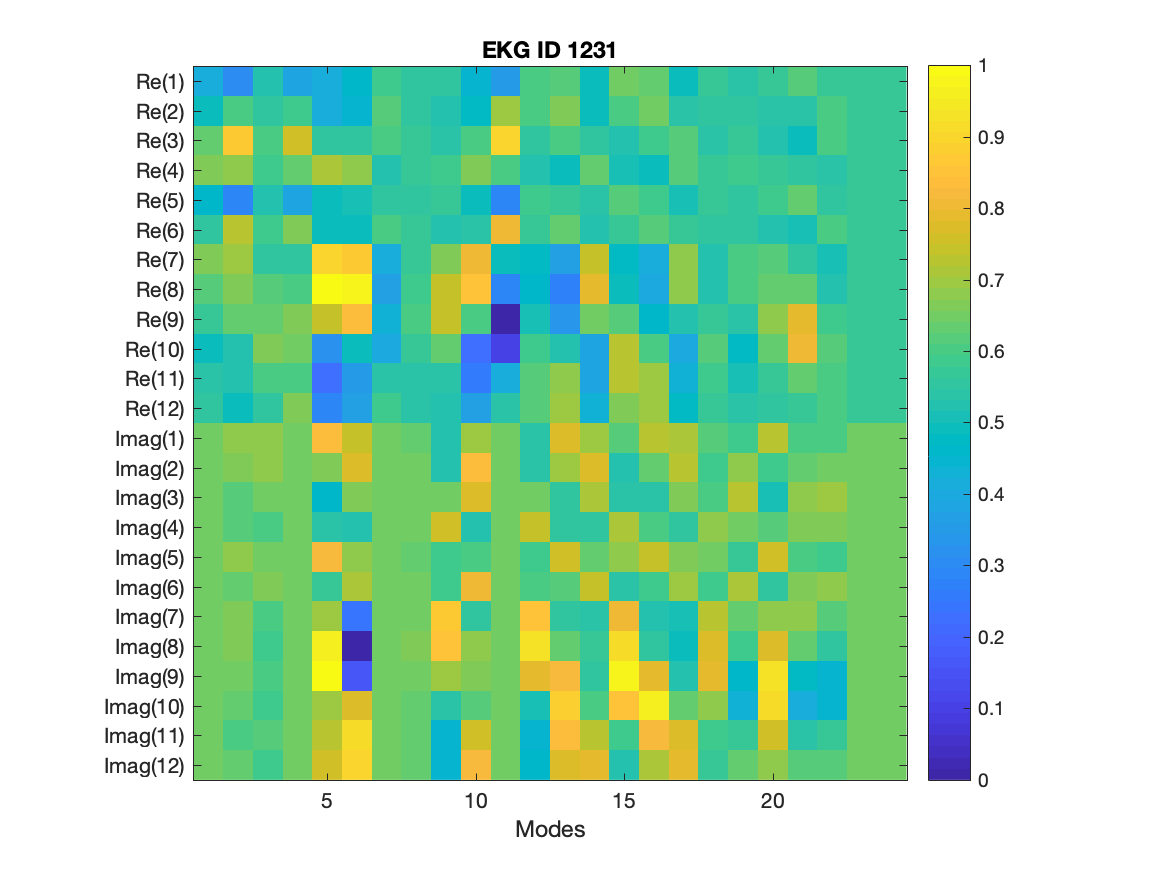 EKG ID 1231
Re(1)
Re(2)
Re(3)
Re(4)
Re(5)
Re(6)
Re(7)
Re(8)
Re(9)
Re(10)
Re(11)
Re(12)
Imag(1)
Imag(2)
Imag(3)
Imag(4)
Imag(5)
Imag(6)
Imag(7)
Imag(8)
Imag(9)
Imag(10)
Imag(11)
Imag(12)
5 10 15 20
Modes
1
0.9
0.8
0.7
0.6
0.5
0.4
0.3
0.2
0.1
0